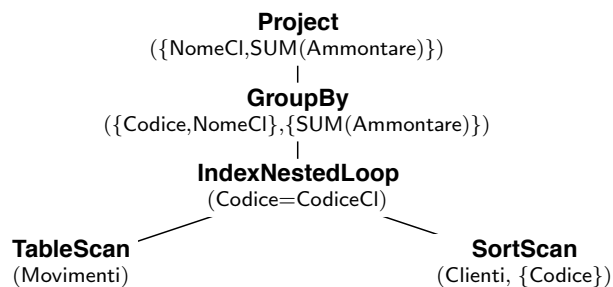 Project
({NomeCl,SUM(Ammontare)})
GroupBy
({Codice,NomeCl},{SUM(Ammontare)})
IndexNestedLoop
(Codice=CodiceCl)
TableScan
(Movimenti)
SortScan
(Clienti, {Codice})